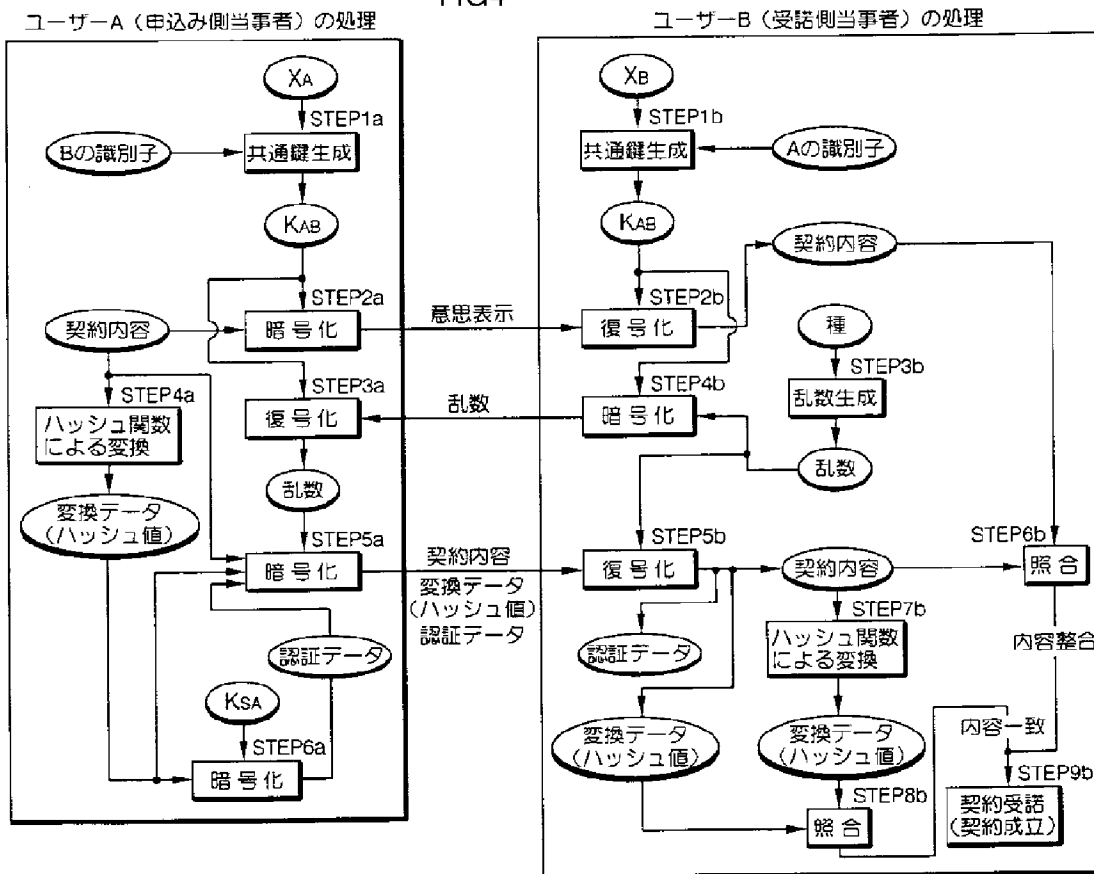 ユーザーA（申込み側当事者）の処理
XA
STEP1a
Bの識別子
共通鍵生成
KAB
STEP2a
契約内容
暗号化
意思表示
STEP4a
STEP3a
ハッシュ関数
による変換
復号化
乱数
乱数
変換データ
（ハッシュ値）
STEP5a
暗号化
契約内容
変換データ
（ハッシュ値）
認証データ
認証データ
KSA
STEP6a
暗号化
ユーザーB（受諾側当事者）の処理
XB
STEP1b
共通鍵生成
Aの識別子
KAB
契約内容
STEP2b
復号化
種
STEP3b
STEP4b
乱数生成
暗号化
乱数
STEP5b
STEP6b
復号化
契約内容
照合
STEP7b
ハッシュ関数
による変換
認証データ
内容整合
変換データ
（ハッシュ値）
変換データ
（ハッシュ値）
内容一致
STEP9b
STEP8b
契約受諾
（契約成立）
照合